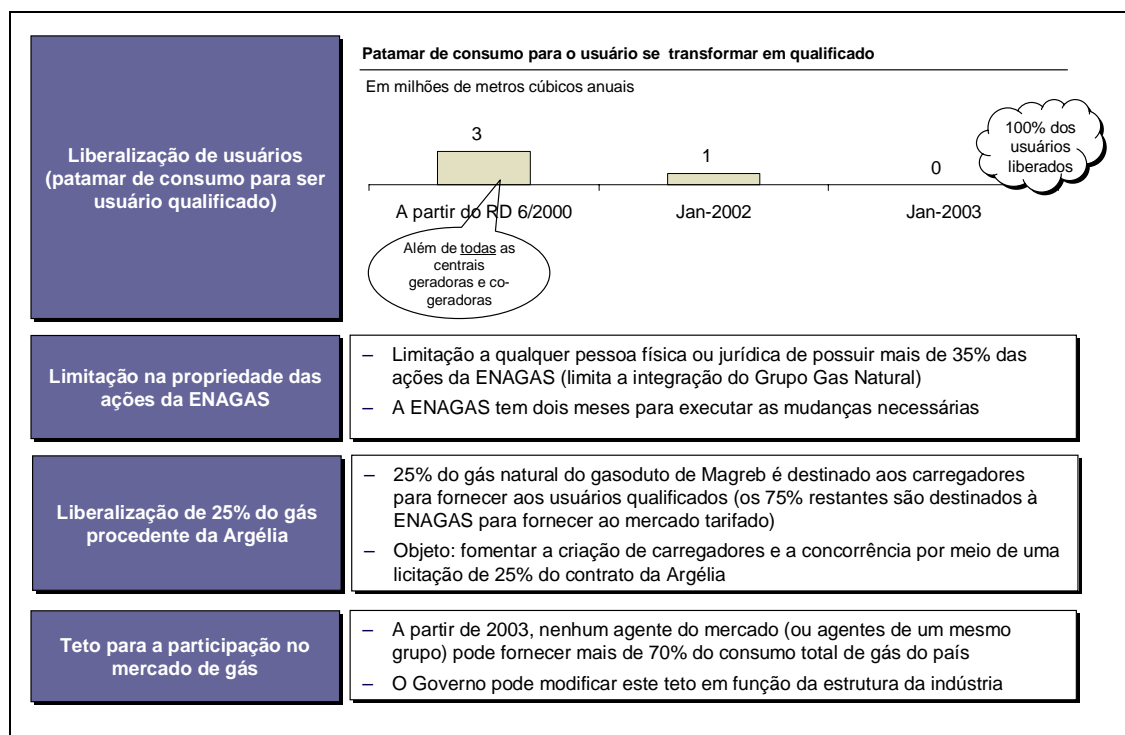 Liberalização de usuários
(patamar de consumo para ser
usuário qualificado)
Patamar de consumo para o usuário se transformar em qualificado
Em milhões de metros cúbicos anuais
3
1
0
100% dos
usuários
liberados
A partir do RD 6/2000
Jan-2002
Jan-2003
Além de todas as
centrais
geradoras e co-
geradoras
Limitação na propriedade das
ações da ENAGAS
– Limitação a qualquer pessoa física ou jurídica de possuir mais de 35% das
ações da ENAGAS (limita a integração do Grupo Gas Natural)
– A ENAGAS tem dois meses para executar as mudanças necessárias
Liberalização de 25% do gás
procedente da Argélia
– 25% do gás natural do gasoduto de Magreb é destinado aos carregadores
para fornecer aos usuários qualificados (os 75% restantes são destinados à
ENAGAS para fornecer ao mercado tarifado)
– Objeto: fomentar a criação de carregadores e a concorrência por meio de uma
licitação de 25% do contrato da Argélia
Teto para a participação no
mercado de gás
– A partir de 2003, nenhum agente do mercado (ou agentes de um mesmo
grupo) pode fornecer mais de 70% do consumo total de gás do país
– O Governo pode modificar este teto em função da estrutura da indústria